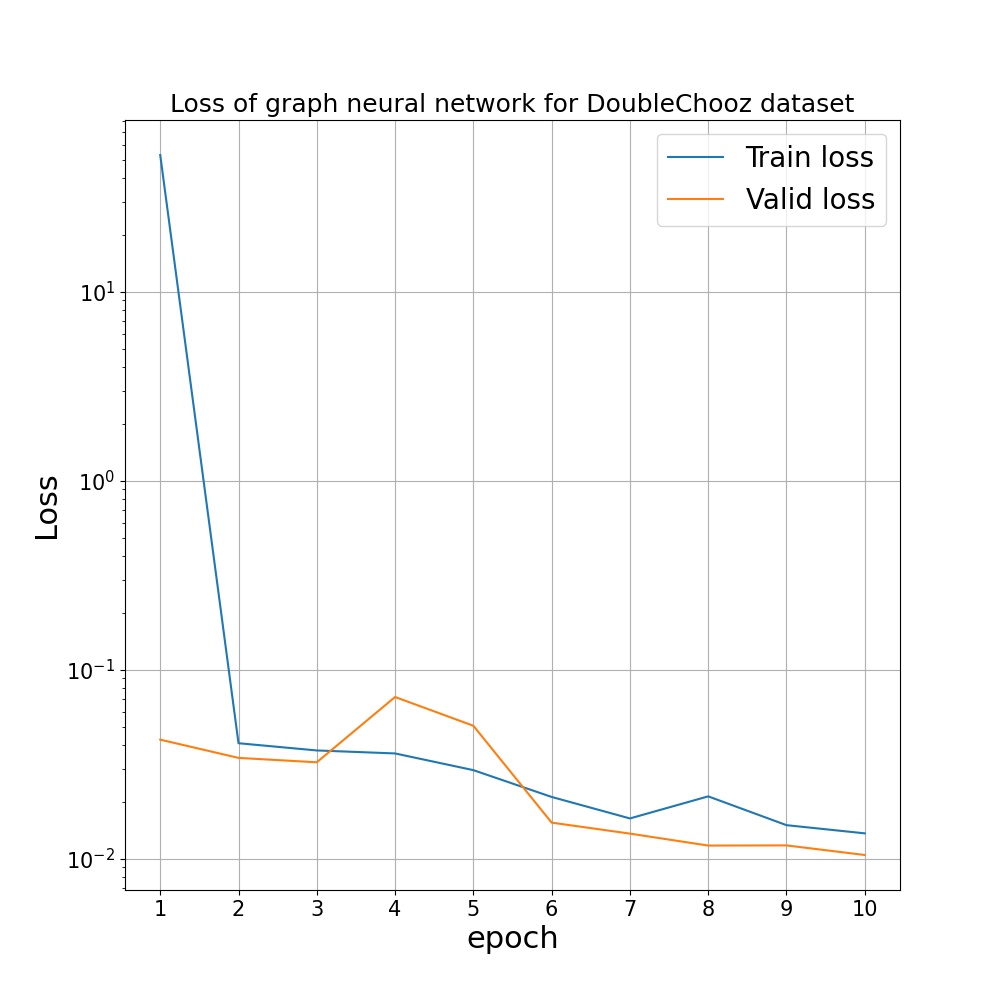 Loss of graph neural network for DoubleChooz dataset
Train loss
Valid loss
10¹
10⁰
10⁻¹
10⁻²
Loss
1 2 3 4 5 6 7 8 9 10
epoch